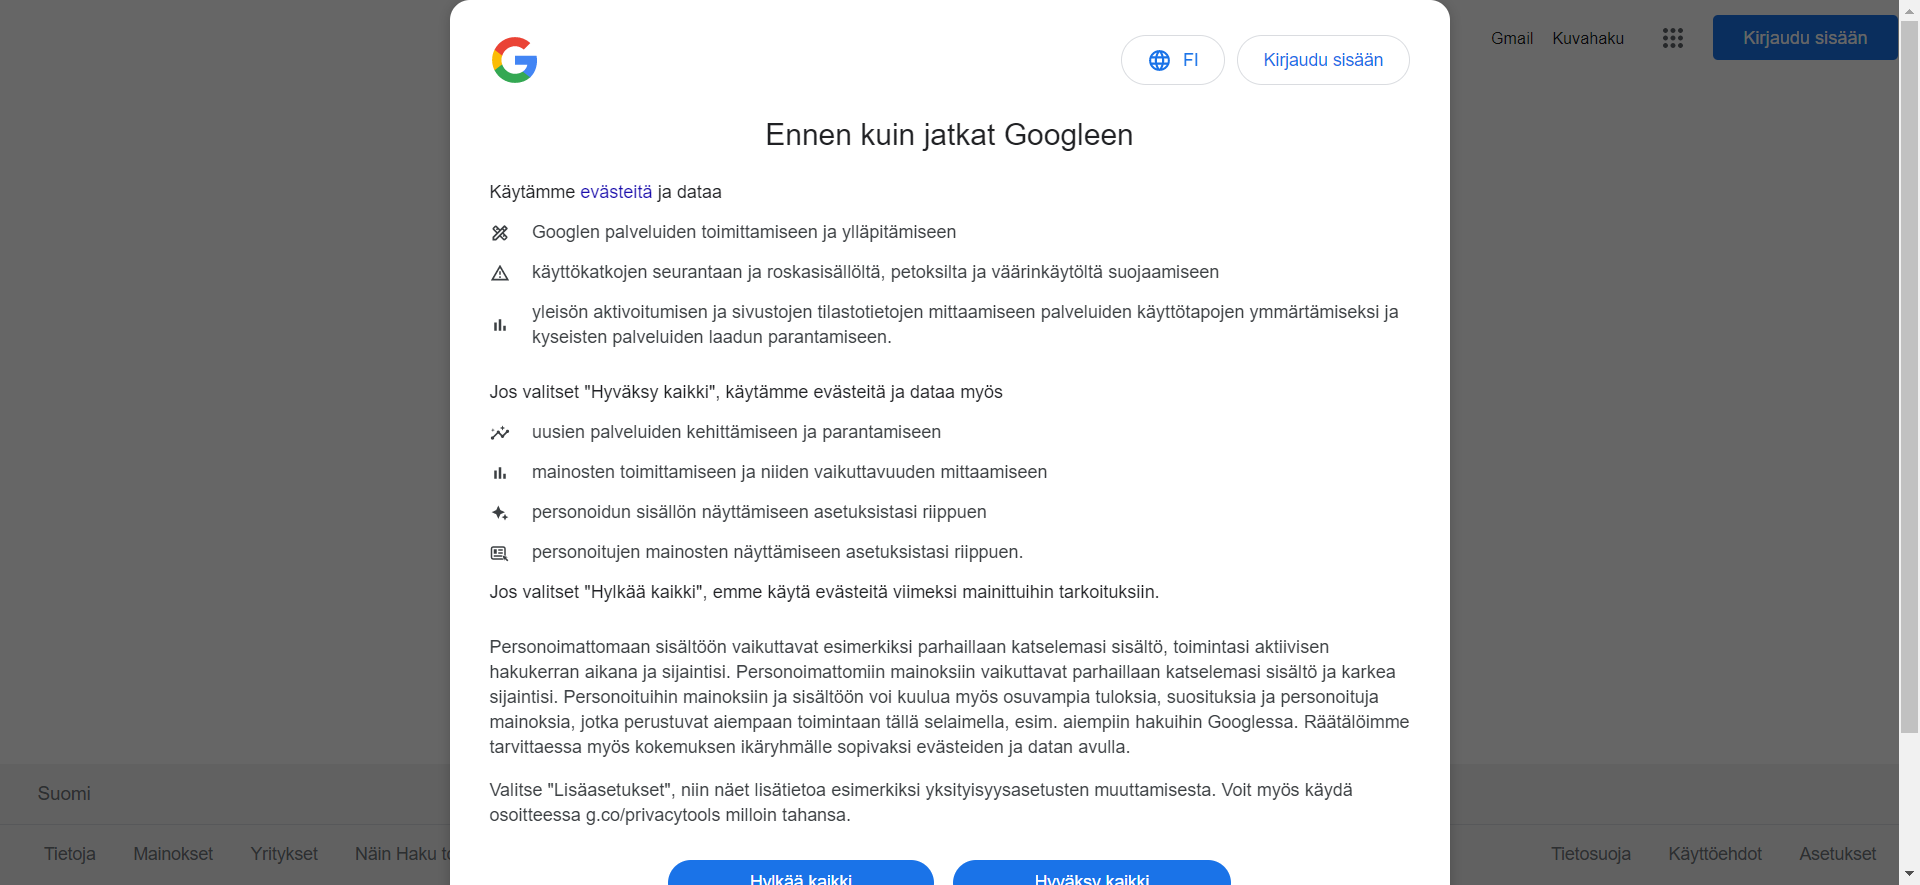 Gmail Kuvahaku Kirjaudu sisään
FI Kirjaudu sisään
Ennen kuin jatkat Googleen
Käytämme evästeitä ja dataa
Googlen palveluiden toimittamiseen ja ylläpitämiseen
käyttökatkojen seurantaan ja roskasisällöltä, petoksilta ja väärinkäytöltä suojaamiseen
yleisön aktivoitumisen ja sivustojen tilastotietojen mittaamiseen palveluiden käyttötapojen ymmärtämiseksi ja
kyseisten palveluiden laadun parantamiseen.
Jos valitset "Hyväksy kaikki", käytämme evästeitä ja dataa myös
uusien palveluiden kehittämiseen ja parantamiseen
mainosten toimittamiseen ja niiden vaikuttavuuden mittaamiseen
personoidun sisällön näyttämiseen asetuksistasi riippuen
personoitujen mainosten näyttämiseen asetuksistasi riippuen.
Jos valitset "Hylkää kaikki", emme käytä evästeitä viimeksi mainittuihin tarkoituksiin.
Personoimattomaan sisältöön vaikuttavat esimerkiksi parhaillaan katselemasi sisältö, toimintasi aktiivisen
hakukerran aikana ja sijaintisi. Personoimattomiin mainoksiin vaikuttavat parhaillaan katselemasi sisältö ja karkea
sijaintisi. Personoituihin mainoksiin ja sisältöön voi kuulua myös osuvampia tuloksia, suosituksia ja personoituja
mainoksia, jotka perustuvat aiempaan toimintaan tällä selaimella, esim. aiempiin hakuihin Googlessa. Räätälöimme
tarvittaessa myös kokemuksen ikäryhmälle sopivaksi evästeiden ja datan avulla.
Valitse "Lisäasetukset", niin näet lisätietoa esimerkiksi yksityisyysasetusten muuttamisesta. Voit myös käydä
osoitteessa g.co/privacytools milloin tahansa.
Hylkää kaikki Hyväksy kaikki
Suomi
Tietoja Mainokset Yritykset Näin Haku
Tietosuoja Käyttöehdot Asetukset